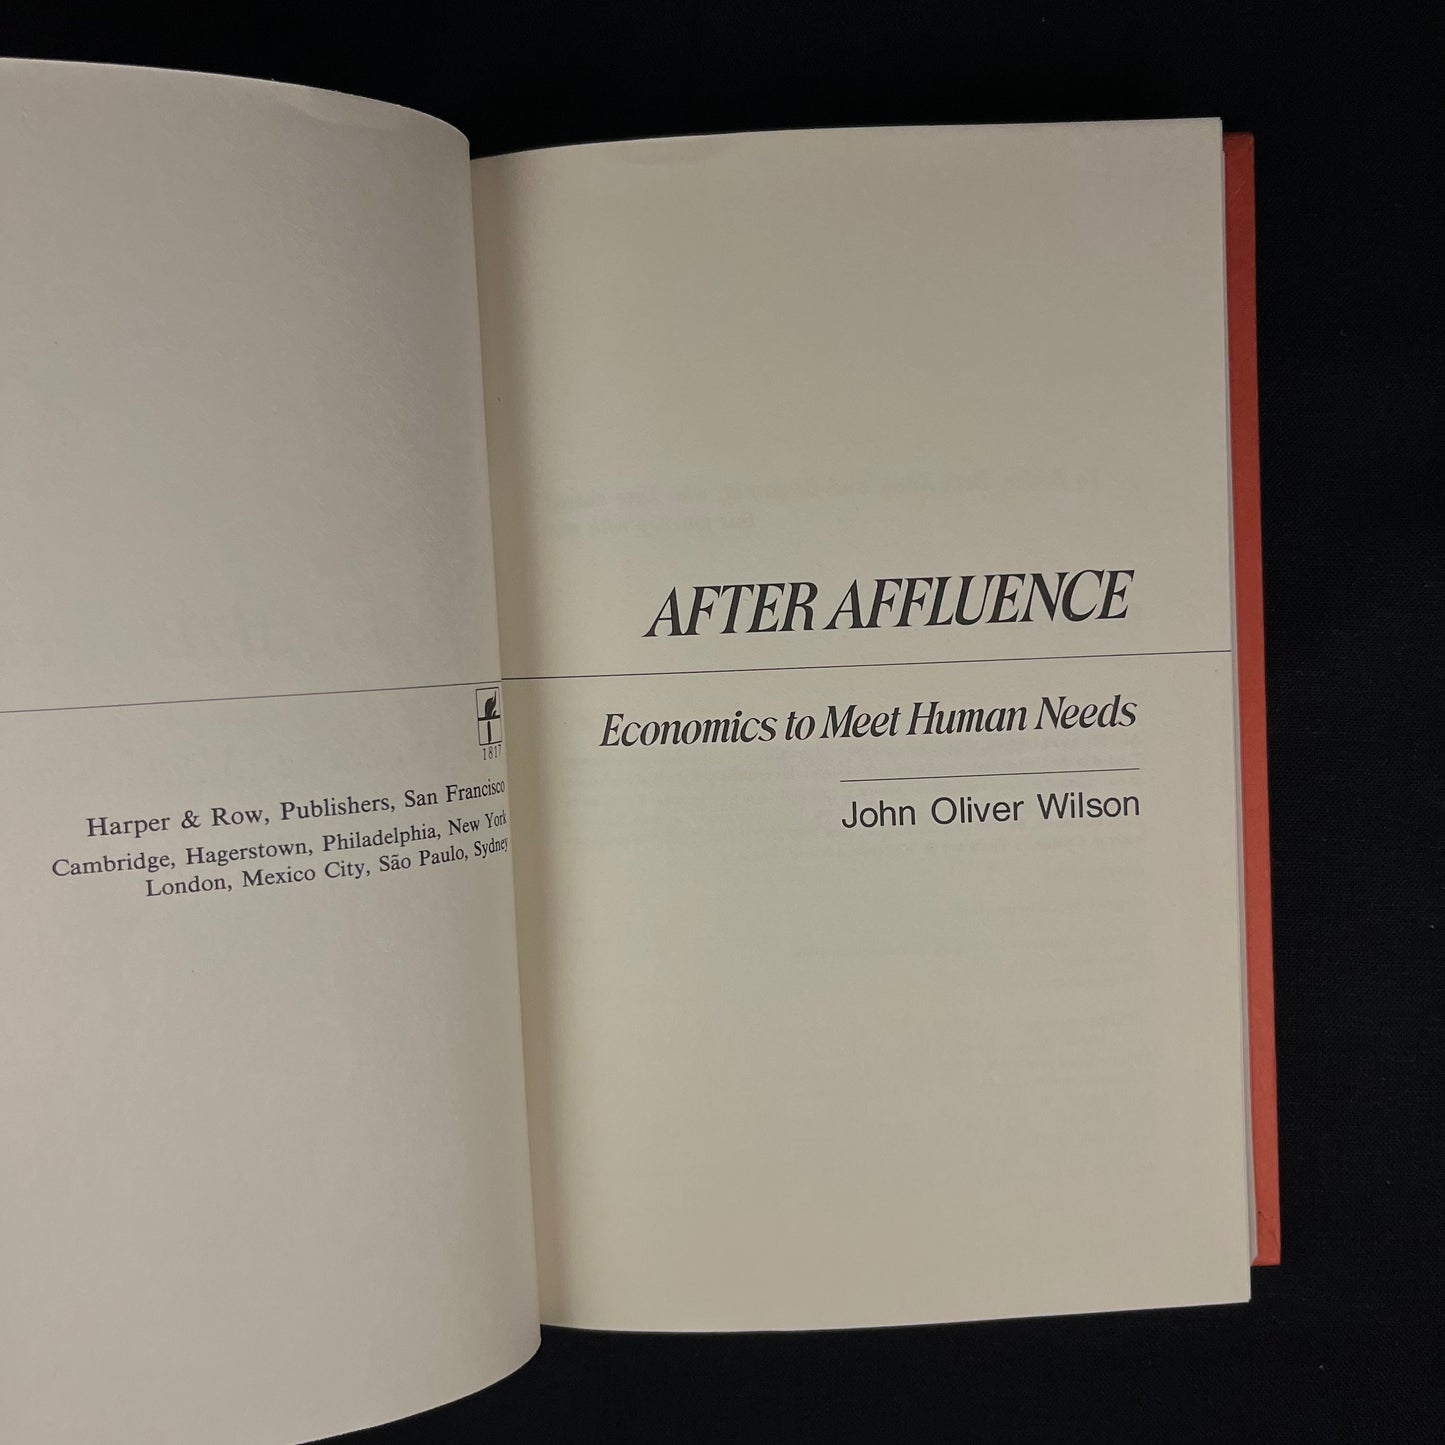 1817
Harper & Row, Publishers, San Francisco
Cambridge, Hagerstown, Philadelphia, New York
London, Mexico City, São Paulo, Sydney
AFTER AFFLUENCE
Economics to Meet Human Needs
John Oliver Wilson